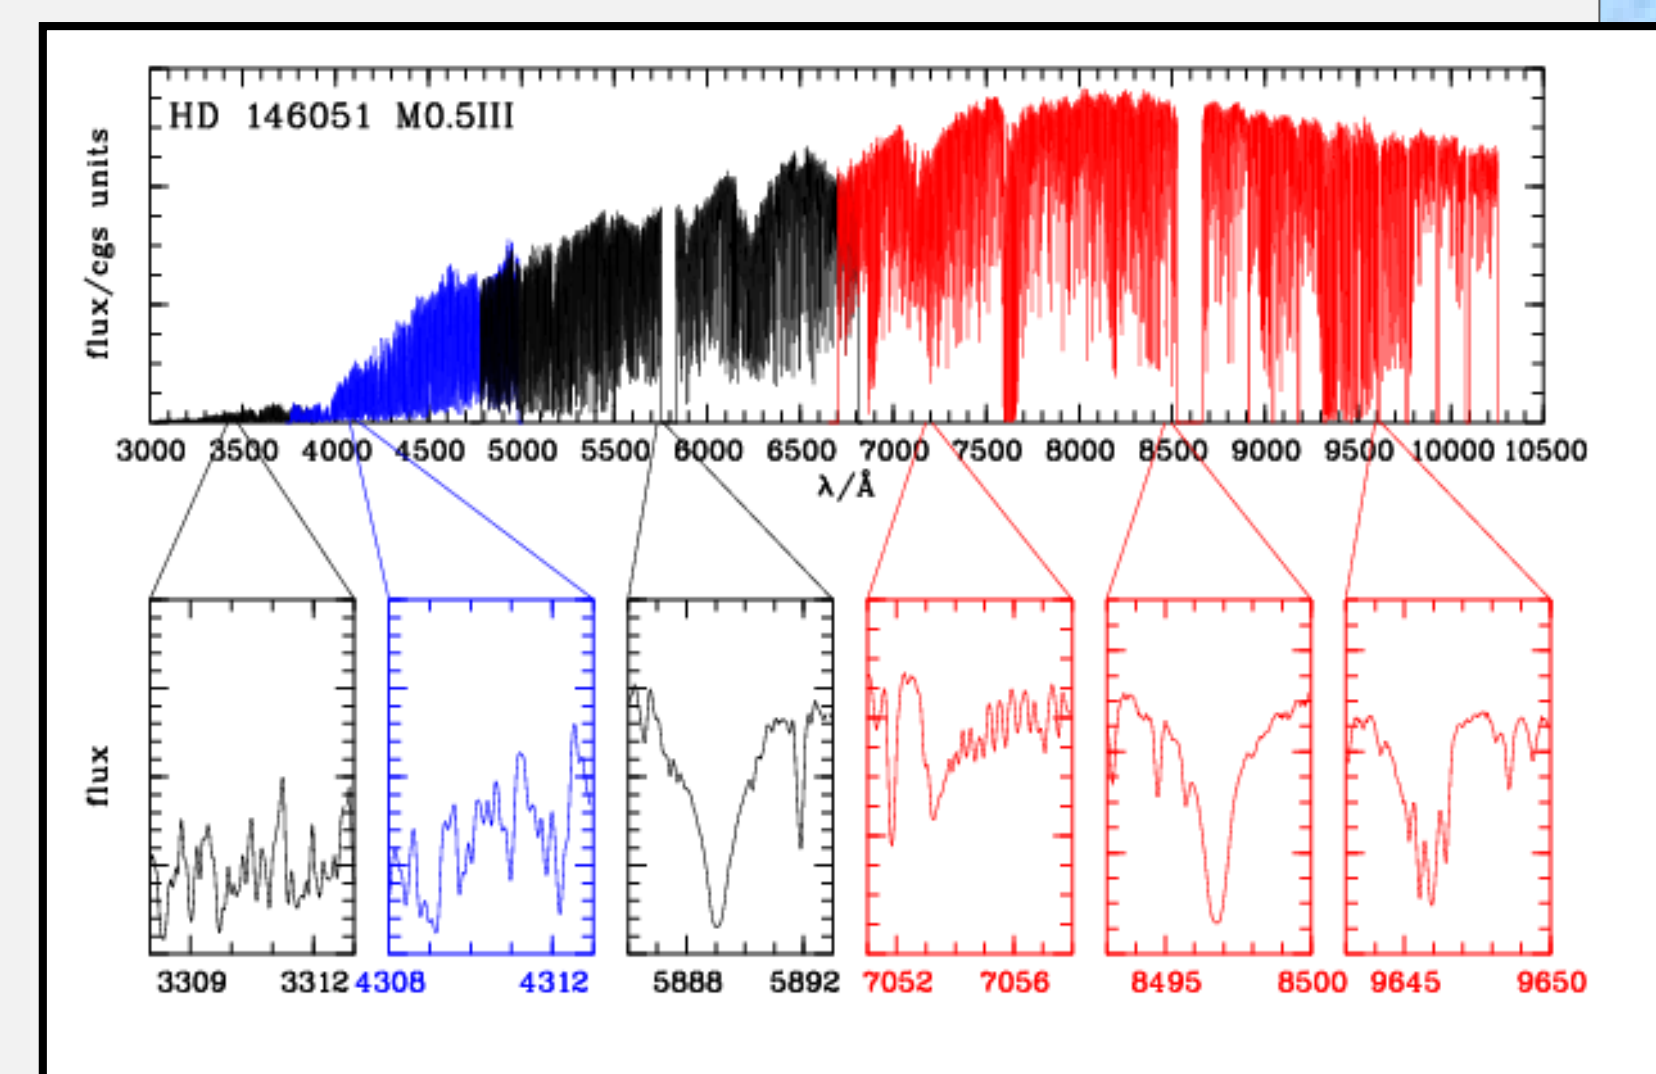 HD 146051 M0.5III
flux/cgs units
3000 3500 4000 4500 5000 5500 6000 6500 7000 7500 8000 8500 9000 9500 10000 10500
λ/Å
flux
3309 3312 4308 4312 5888 5892 7052 7056 8495 8500 9645 9650